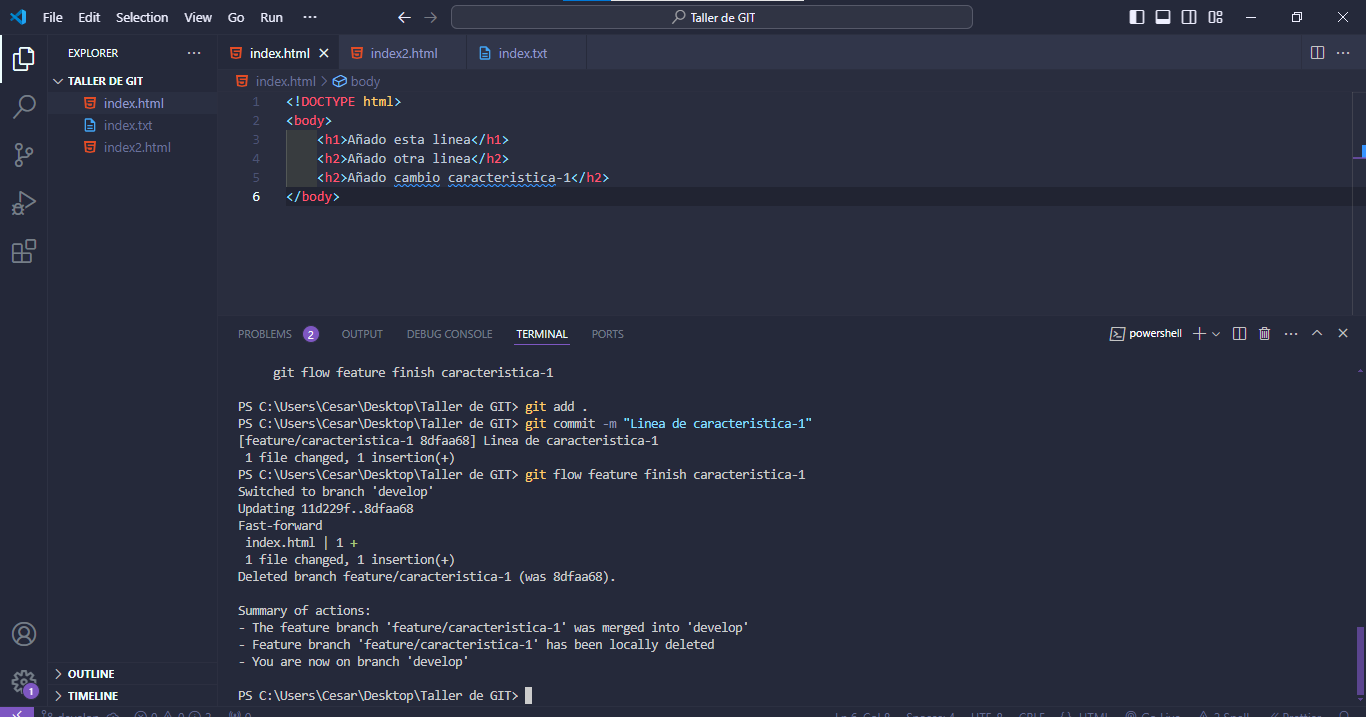 File Edit Selection View Go Run ··· Taller de GIT
EXPLORER ···
TALLER DE GIT
index.html
index.txt
index2.html
OUTLINE
TIMELINE
1
index.html index2.html index.txt
index.html > body
1 <!DOCTYPE html>
2 <body>
3 <h1>Añado esta linea</h1>
4 <h2>Añado otra linea</h2>
5 <h2>Añado cambio caracteristica-1</h2>
6 </body>
PROBLEMS 2 OUTPUT DEBUG CONSOLE TERMINAL PORTS powershell
git flow feature finish caracteristica-1
PS C:\Users\Cesar\Desktop\Taller de GIT> git add .
PS C:\Users\Cesar\Desktop\Taller de GIT> git commit -m "Linea de caracteristica-1"
[feature/caracteristica-1 8dfaa68] Linea de caracteristica-1
1 file changed, 1 insertion(+)
PS C:\Users\Cesar\Desktop\Taller de GIT> git flow feature finish caracteristica-1
Switched to branch 'develop'
Updating 11d229f..8dfaa68
Fast-forward
index.html | 1 +
1 file changed, 1 insertion(+)
Deleted branch feature/caracteristica-1 (was 8dfaa68).
Summary of actions:
- The feature branch 'feature/caracteristica-1' was merged into 'develop'
- Feature branch 'feature/caracteristica-1' has been locally deleted
- You are now on branch 'develop'
PS C:\Users\Cesar\Desktop\Taller de GIT>